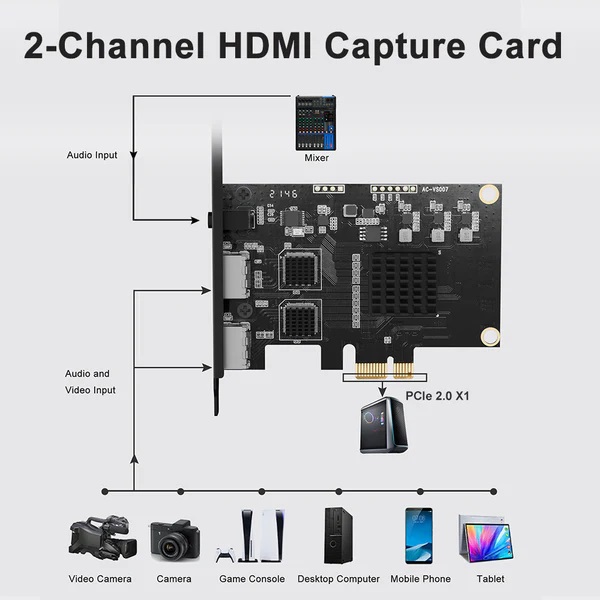 2-Channel HDMI Capture Card
Audio Input
Mixer
2146
AC-VS007
Audio and
Video Input
PCIe 2.0 X1
Video Camera
Camera
Game Console
Desktop Computer
Mobile Phone
Tablet